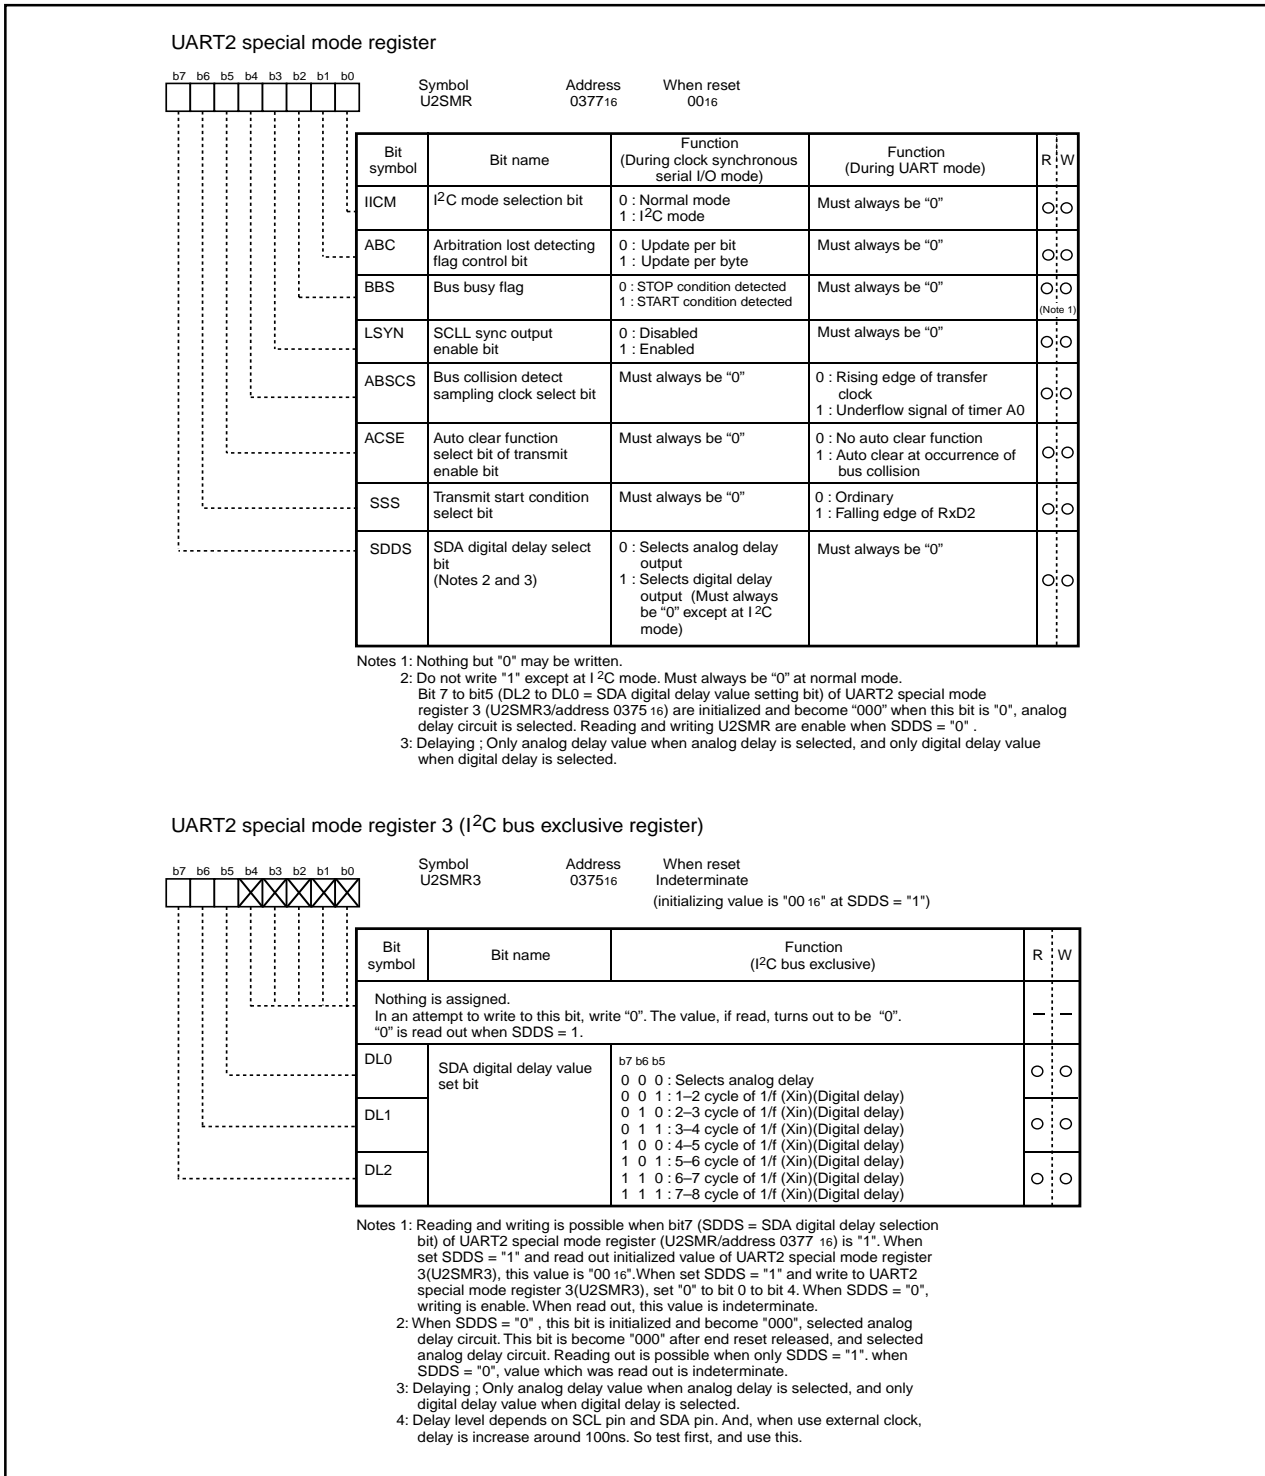 UART2 special mode register
b7 b6 b5 b4 b3 b2 b1 b0
Symbol Address When reset
U2SMR 037716 0016
Bit symbol Bit name Function (During clock synchronous serial I/O mode) Function (During UART mode) R W
IICM I2C mode selection bit 0 : Normal mode Must always be “0”
1 : I2C mode
ABC Arbitration lost detecting 0 : Update per bit Must always be “0”
flag control bit 1 : Update per byte
BBS Bus busy flag 0 : STOP condition detected Must always be “0”
1 : START condition detected
(Note 1)
LSYN SCLL sync output 0 : Disabled Must always be “0”
enable bit 1 : Enabled
ABSCS Bus collision detect Must always be “0” 0 : Rising edge of transfer
sampling clock select bit clock
1 : Underflow signal of timer A0
ACSE Auto clear function Must always be “0” 0 : No auto clear function
select bit of transmit 1 : Auto clear at occurrence of
enable bit bus collision
SSS Transmit start condition Must always be “0” 0 : Ordinary
select bit 1 : Falling edge of RxD2
SDDS SDA digital delay select 0 : Selects analog delay Must always be “0”
bit output
(Notes 2 and 3) 1 : Selects digital delay
output (Must always
be “0” except at I2C
mode)
Notes 1: Nothing but "0" may be written.
2: Do not write "1" except at I2C mode. Must always be “0” at normal mode.
Bit 7 to bit5 (DL2 to DL0 = SDA digital delay value setting bit) of UART2 special mode
register 3 (U2SMR3/address 037516) are initialized and become “000” when this bit is "0", analog
delay circuit is selected. Reading and writing U2SMR are enable when SDDS = "0" .
3: Delaying ; Only analog delay value when analog delay is selected, and only digital delay value
when digital delay is selected.
UART2 special mode register 3 (I2C bus exclusive register)
b7 b6 b5 b4 b3 b2 b1 b0
Symbol Address When reset
U2SMR3 037516 Indeterminate
(initializing value is "0016" at SDDS = "1")
Bit symbol Bit name Function (I2C bus exclusive) R W
Nothing is assigned.
In an attempt to write to this bit, write “0”. The value, if read, turns out to be “0”.
“0” is read out when SDDS = 1.
– –
DL0
DL1
DL2
SDA digital delay value
set bit
b7 b6 b5
0 0 0 : Selects analog delay
0 0 1 : 1–2 cycle of 1/f (Xin)(Digital delay)
0 1 0 : 2–3 cycle of 1/f (Xin)(Digital delay)
0 1 1 : 3–4 cycle of 1/f (Xin)(Digital delay)
1 0 0 : 4–5 cycle of 1/f (Xin)(Digital delay)
1 0 1 : 5–6 cycle of 1/f (Xin)(Digital delay)
1 1 0 : 6–7 cycle of 1/f (Xin)(Digital delay)
1 1 1 : 7–8 cycle of 1/f (Xin)(Digital delay)
Notes 1: Reading and writing is possible when bit7 (SDDS = SDA digital delay selection
bit) of UART2 special mode register (U2SMR/address 037716) is "1". When
set SDDS = "1" and read out initialized value of UART2 special mode register
3(U2SMR3), this value is "0016".When set SDDS = "1" and write to UART2
special mode register 3(U2SMR3), set "0" to bit 0 to bit 4. When SDDS = "0",
writing is enable. When read out, this value is indeterminate.
2: When SDDS = "0" , this bit is initialized and become "000", selected analog
delay circuit. This bit is become "000" after end reset released, and selected
analog delay circuit. Reading out is possible when only SDDS = "1". when
SDDS = "0", value which was read out is indeterminate.
3: Delaying ; Only analog delay value when analog delay is selected, and only
digital delay value when digital delay is selected.
4: Delay level depends on SCL pin and SDA pin. And, when use external clock,
delay is increase around 100ns. So test first, and use this.